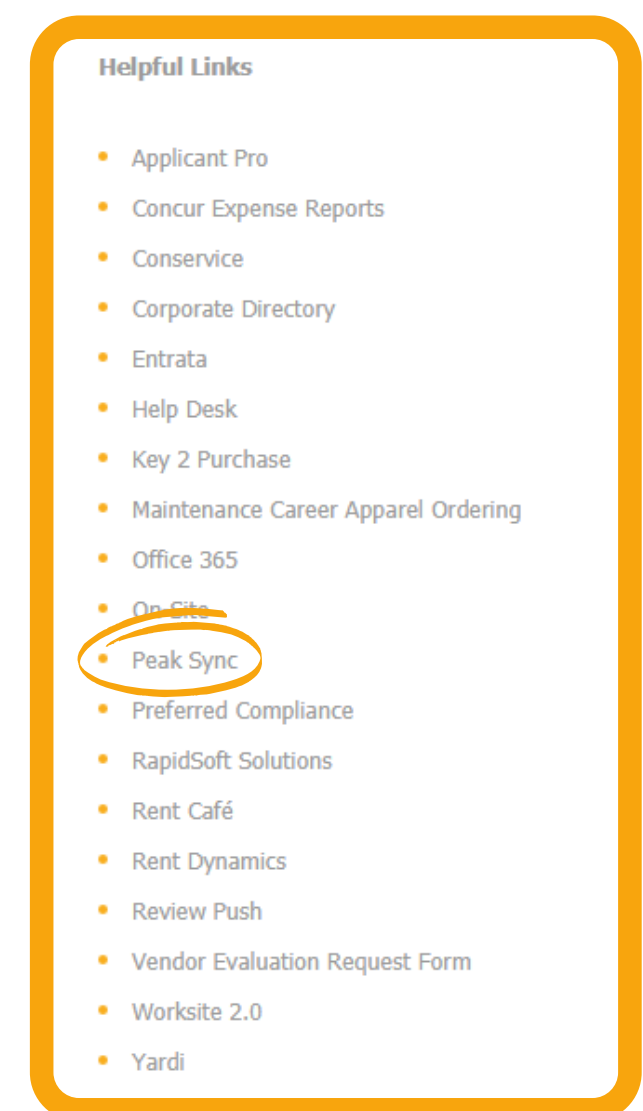 Helpful Links
Applicant Pro
Concur Expense Reports
Conservice
Corporate Directory
Entrata
Help Desk
Key 2 Purchase
Maintenance Career Apparel Ordering
Office 365
On-Site
Peak Sync
Preferred Compliance
RapidSoft Solutions
Rent Café
Rent Dynamics
Review Push
Vendor Evaluation Request Form
Worksite 2.0
Yardi